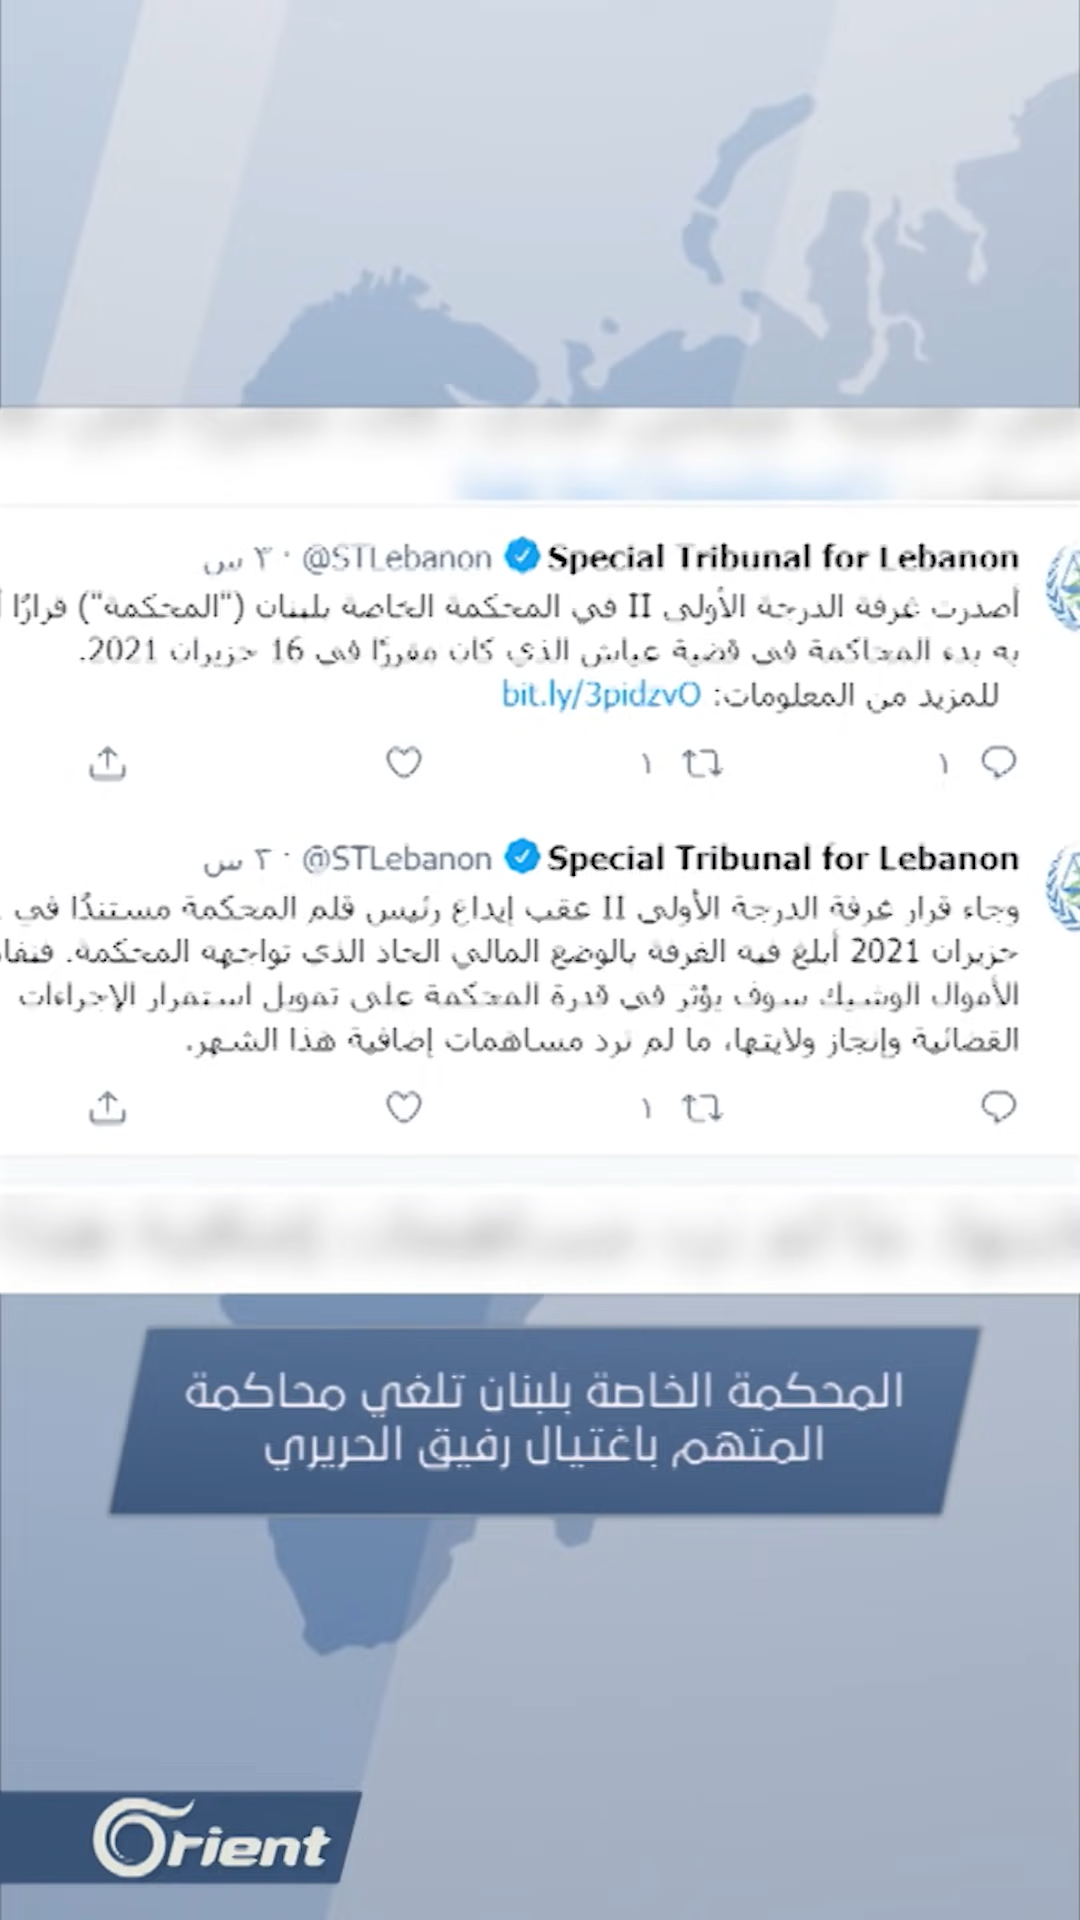 Special Tribunal for Lebanon @STLebanon · ٣ س
أصدرت غرفة الدرجة الأولى II في المحكمة الخاصة بلبنان ("المحكمة") قرارًا
به بدء المحاكمة في قضية عياش الذي كان مقررًا في 16 حزيران 2021.
للمزيد من المعلومات: bit.ly/3pidzvO
١ ١
Special Tribunal for Lebanon @STLebanon · ٢ س
وجاء قرار غرفة الدرجة الأولى II عقب إيداع رئيس قلم المحكمة مستندًا في
حزيران 2021 أبلغ فيه الغرفة بالوضع المالي الحاد الذي تواجهه المحكمة.
الأموال الوشيك سوف يؤثر في قدرة المحكمة على تمويل استمرار الإجراءات
القضائية وإنجاز ولايتها، ما لم ترد مساهمات إضافية هذا الشهر.
١
المحكمة الخاصة بلبنان تلغي محاكمة
المتهم باغتيال رفيق الحريري
Orient